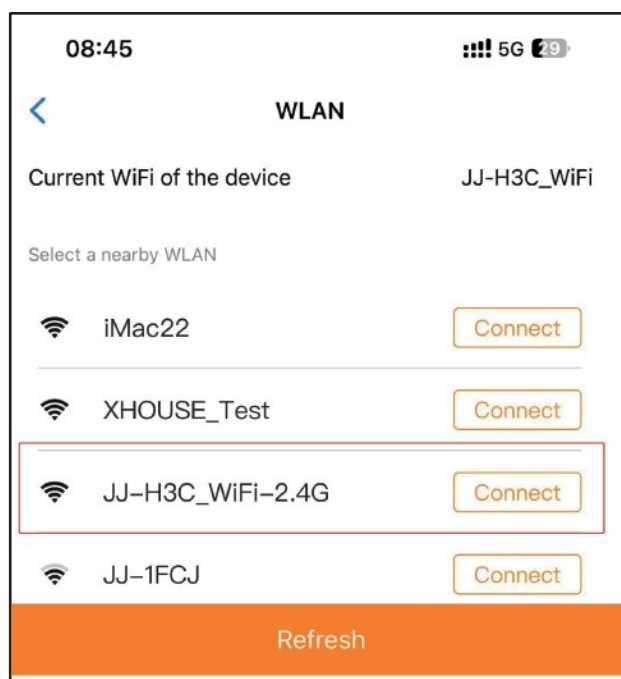 08:45 5G 29
WLAN
Current WiFi of the device JJ-H3C_WiFi
Select a nearby WLAN
iMac22 Connect
XHOUSE_Test Connect
JJ-H3C_WiFi-2.4G Connect
JJ-1FCJ Connect
Refresh